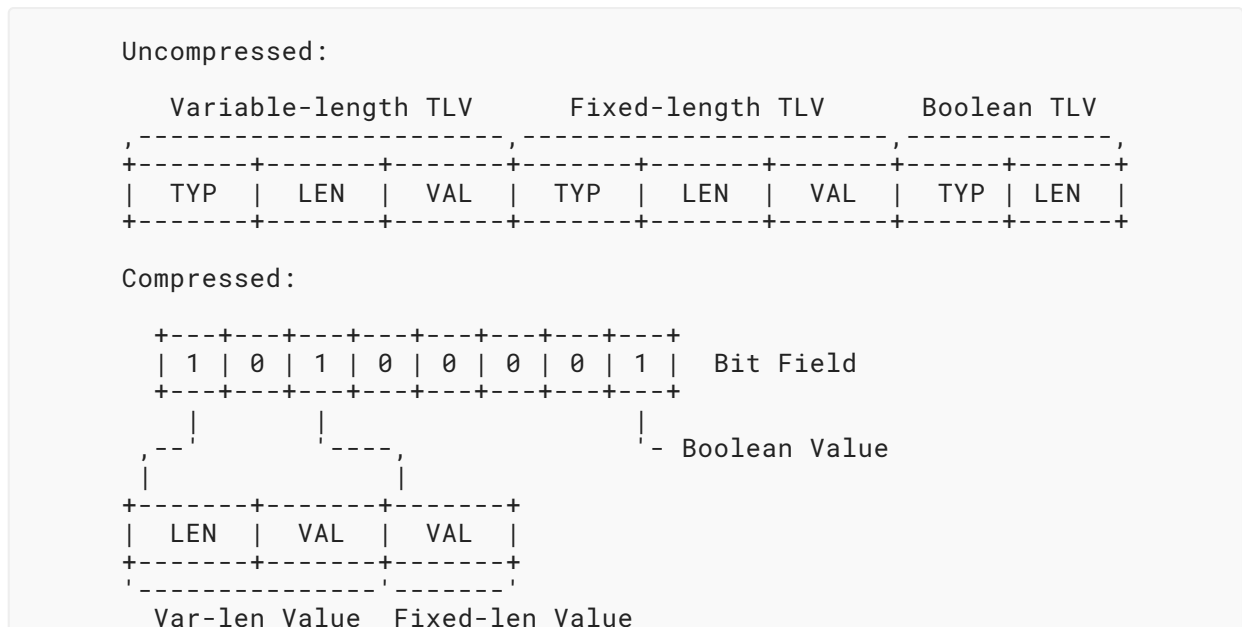 Uncompressed:
   Variable-length TLV      Fixed-length TLV      Boolean TLV
,-----------------------,-----------------------,-------------,
+-------+-------+-------+-------+-------+-------+------+------+
|  TYP  |  LEN  |  VAL  |  TYP  |  LEN  |  VAL  |  TYP | LEN  |
+-------+-------+-------+-------+-------+-------+------+------+
Compressed:
  +---+---+---+---+---+---+---+---+
  | 1 | 0 | 1 | 0 | 0 | 0 | 0 | 1 |  Bit Field
  +---+---+---+---+---+---+---+---+
    |       |                   |
 ,--'       '----,              '- Boolean Value
 |               |
+-------+-------+-------+
|  LEN  |  VAL  |  VAL  |
+-------+-------+-------+
'---------------'-------'
  Var-len Value  Fixed-len Value